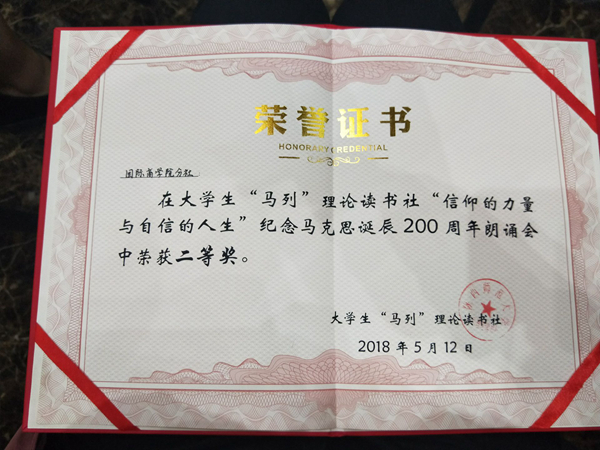 荣誉证书
HONORARY CREDENTIAL
国际商学院分社
在大学生“马列”理论读书社“信仰的力量
与自信的人生”纪念马克思诞辰200周年朗诵会
中荣获二等奖。
大学生“马列”理论读书社
2018年5月12日